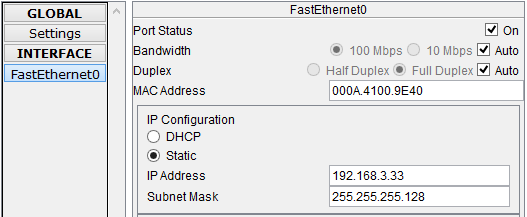 GLOBAL
Settings
INTERFACE
FastEthernet0
FastEthernet0
Port Status On
Bandwidth 100 Mbps 10 Mbps Auto
Duplex Half Duplex Full Duplex Auto
MAC Address 000A.4100.9E40
IP Configuration
DHCP
Static
IP Address 192.168.3.33
Subnet Mask 255.255.255.128